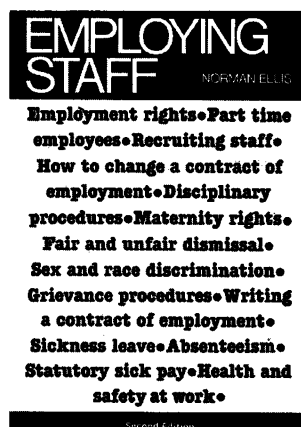 EMPLOYING
STAFF NORMAN ELLIS
Employment rights●Part time
employees●Recruiting staff●
How to change a contract of
employment●Disciplinary
procedures●Maternity rights●
Fair and unfair dismissal●
Sex and race discrimination●
Grievance procedures●Writing
a contract of employment●
Sickness leave●Absenteeism●
Statutory sick pay●Health and
safety at work●
Second Edition